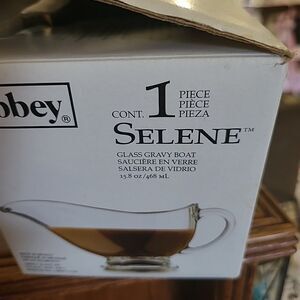 bbey®
CONT. 1 PIECE
PIÈCE
PIEZA
SELENE™
GLASS GRAVY BOAT
SAUCIÈRE EN VERRE
SALSERA DE VIDRIO
15.8 oz/468 mL